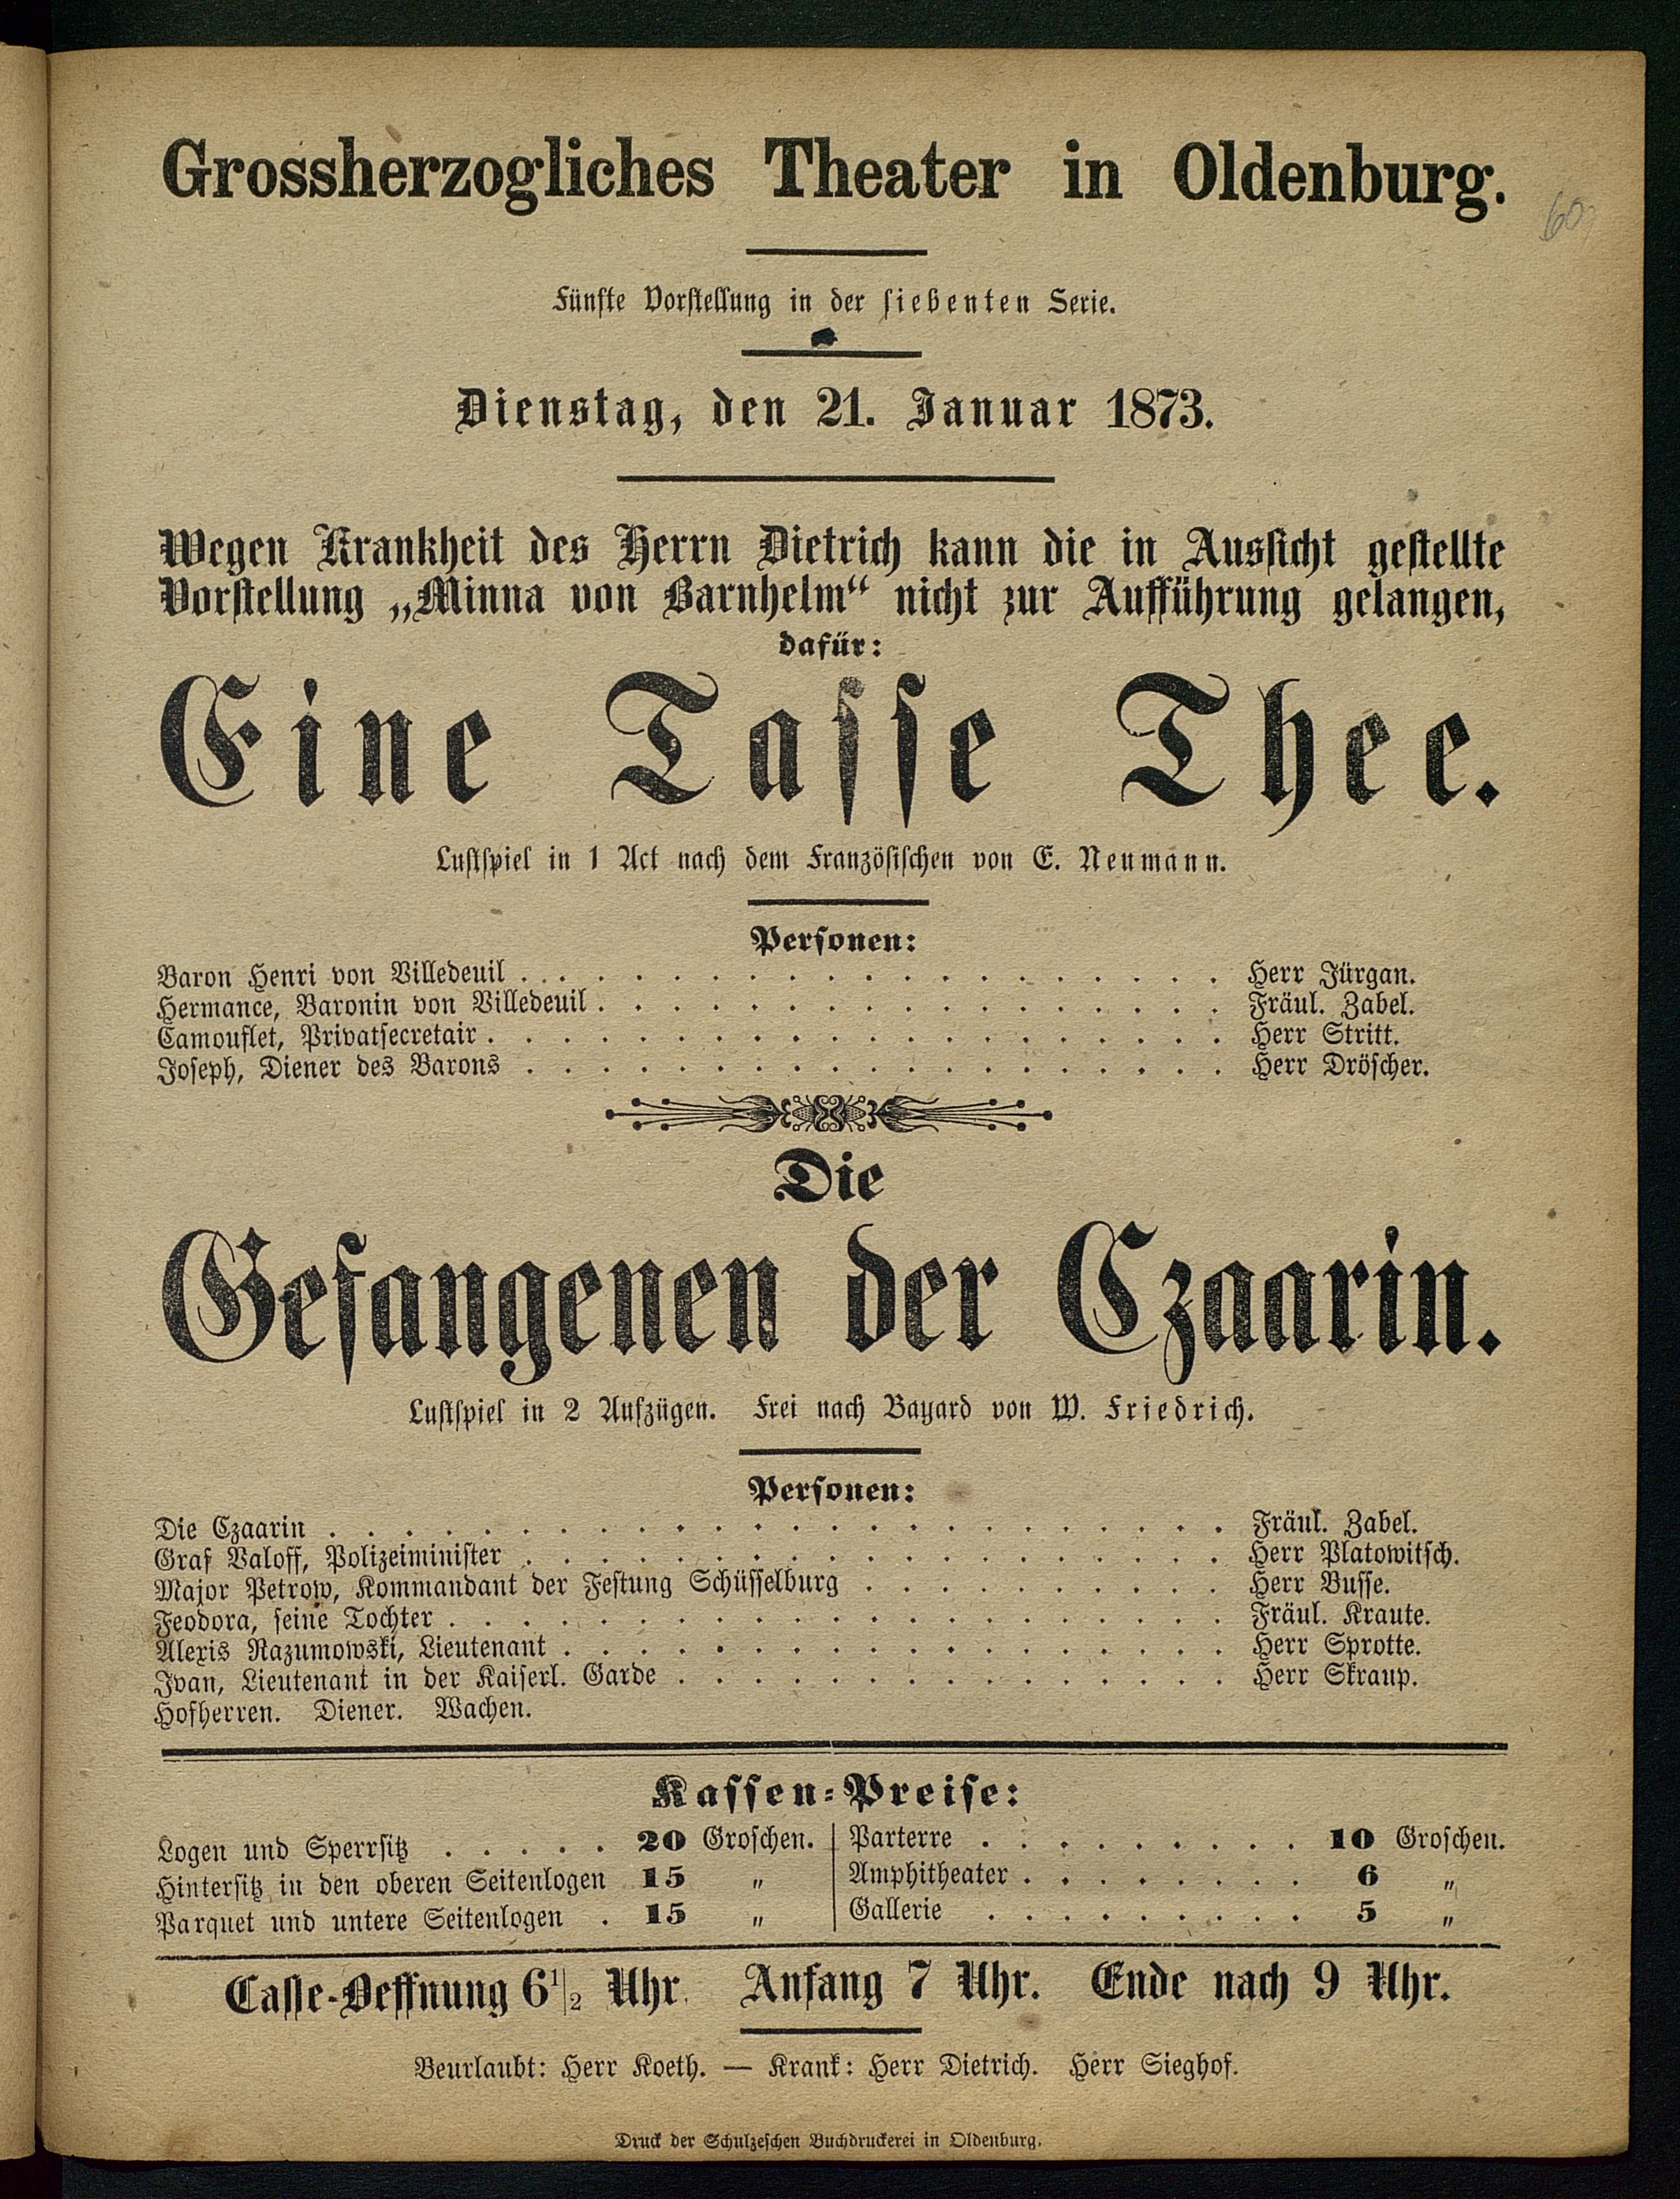 Grossherzogliches Theater in Oldenburg.
60
Fünfte Vorstellung in der siebenten Serie.
Dienstag, den 21. Januar 1873.
Wegen Krankheit des Herrn Dietrich kann die in Aussicht gestellte
Vorstellung „Minna von Barnhelm“ nicht zur Aufführung gelangen,
dafür:
Eine Tasse Thee.
Lustspiel in 1 Act nach dem Französischen von E. Neumann.
Personen:
Baron Henri von Villedeuil . . . . . . . . . . . . . . . . . . . Herr Jürgan.
Hermance, Baronin von Villedeuil . . . . . . . . . . . . . . . . . Fräul. Zabel.
Camouflet, Privatsecretair . . . . . . . . . . . . . . . . . . . . Herr Stritt.
Joseph, Diener des Barons . . . . . . . . . . . . . . . . . . . Herr Dröscher.
Die
Gefangenen der Czaarin.
Lustspiel in 2 Aufzügen. Frei nach Bayard von W. Friedrich.
Personen:
Die Czaarin . . . . . . . . . . . . . . . . . . . . . . . . Fräul. Zabel.
Graf Valoff, Polizeiminister . . . . . . . . . . . . . . . . . . . Herr Platowitsch.
Major Petrow, Kommandant der Festung Schüsselburg . . . . . . . . . . Herr Busse.
Feodora, seine Tochter . . . . . . . . . . . . . . . . . . . . . Fräul. Kraute.
Alexis Razumowski, Lieutenant . . . . . . . . . . . . . . . . . . Herr Sprotte.
Ivan, Lieutenant in der Kaiserl. Garde . . . . . . . . . . . . . . . Herr Skraup.
Hofherren. Diener. Wachen.
Kassen-Preise:
Logen und Sperrsitz . . . . . 20 Groschen.
Hintersitz in den oberen Seitenlogen 15 "
Parquet und untere Seitenlogen . 15 "
Parterre . . . . . . . . . 10 Groschen.
Amphitheater . . . . . . . . 6 "
Gallerie . . . . . . . . . 5 "
Casse-Oeffnung 6 1/2 Uhr. Anfang 7 Uhr. Ende nach 9 Uhr.
Beurlaubt: Herr Koeth. — Krank: Herr Dietrich. Herr Sieghof.
Druck der Schulzeschen Buchdruckerei in Oldenburg.